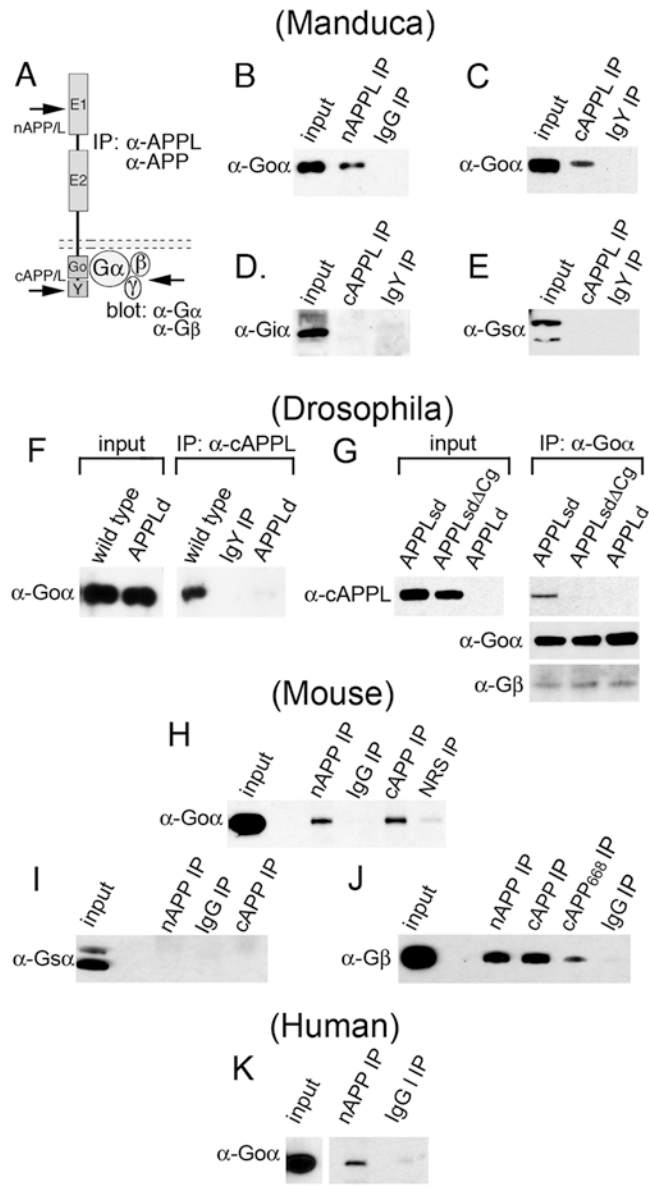 (Manduca)
A
E1
nAPP/L
IP: α-APPL
α-APP
E2
Go
Gα
β
γ
cAPP/L
Y
blot: α-Gα
α-Gβ
B
input
nAPPL IP
IgG IP
α-Goα
C
input
cAPPL IP
IgY IP
α-Goα
D.
input
cAPPL IP
IgY IP
α-Giα
E
input
cAPPL IP
IgY IP
α-Gsα
(Drosophila)
F
input
IP: α-cAPPL
wild type
APPLd
wild type
IgY IP
APPLd
α-Goα
G
input
IP: α-Goα
APPLsd
APPLsdΔCg
APPLd
APPLsd
APPLsdΔCg
APPLd
α-cAPPL
α-Goα
α-Gβ
(Mouse)
H
input
nAPP IP
IgG IP
cAPP IP
NRS IP
α-Goα
I
input
nAPP IP
IgG IP
cAPP IP
α-Gsα
J
input
nAPP IP
cAPP IP
cAPP668 IP
IgG IP
α-Gβ
(Human)
K
input
nAPP IP
IgG I IP
α-Goα